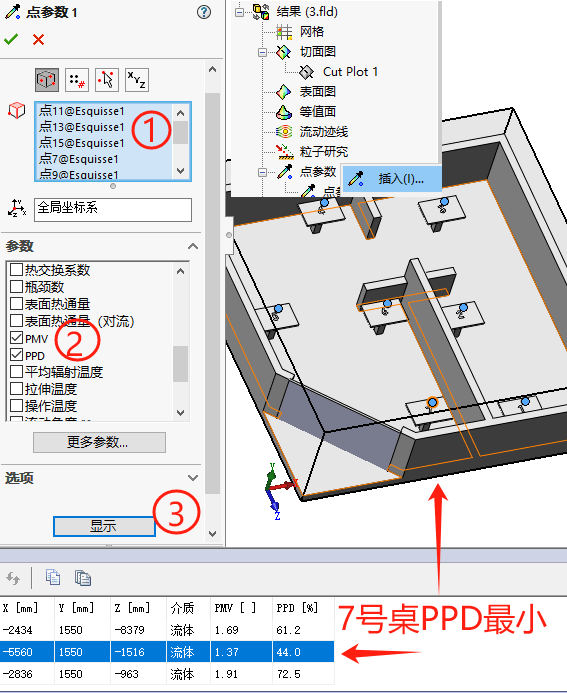 点参数 1
点11@Esquisse1
点13@Esquisse1
点15@Esquisse1
点7@Esquisse1
点9@Esquisse1
①
全局坐标系
参数
热交换系数
瓶颈数
表面热通量
表面热通量 (对流)
PMV
PPD
②
平均辐射温度
拉伸温度
操作温度
更多参数...
选项
显示
③
结果 (3.fld)
网格
切面图
Cut Plot 1
表面图
等值面
流动迹线
粒子研究
点参数
插入(I)...
X [mm] Y [mm] Z [mm] 介质 PMV [ ] PPD [%]
-2434 1550 -8379 流体 1.69 61.2
-5560 1550 -1516 流体 1.37 44.0
-2836 1550 -963 流体 1.91 72.5
7号桌PPD最小